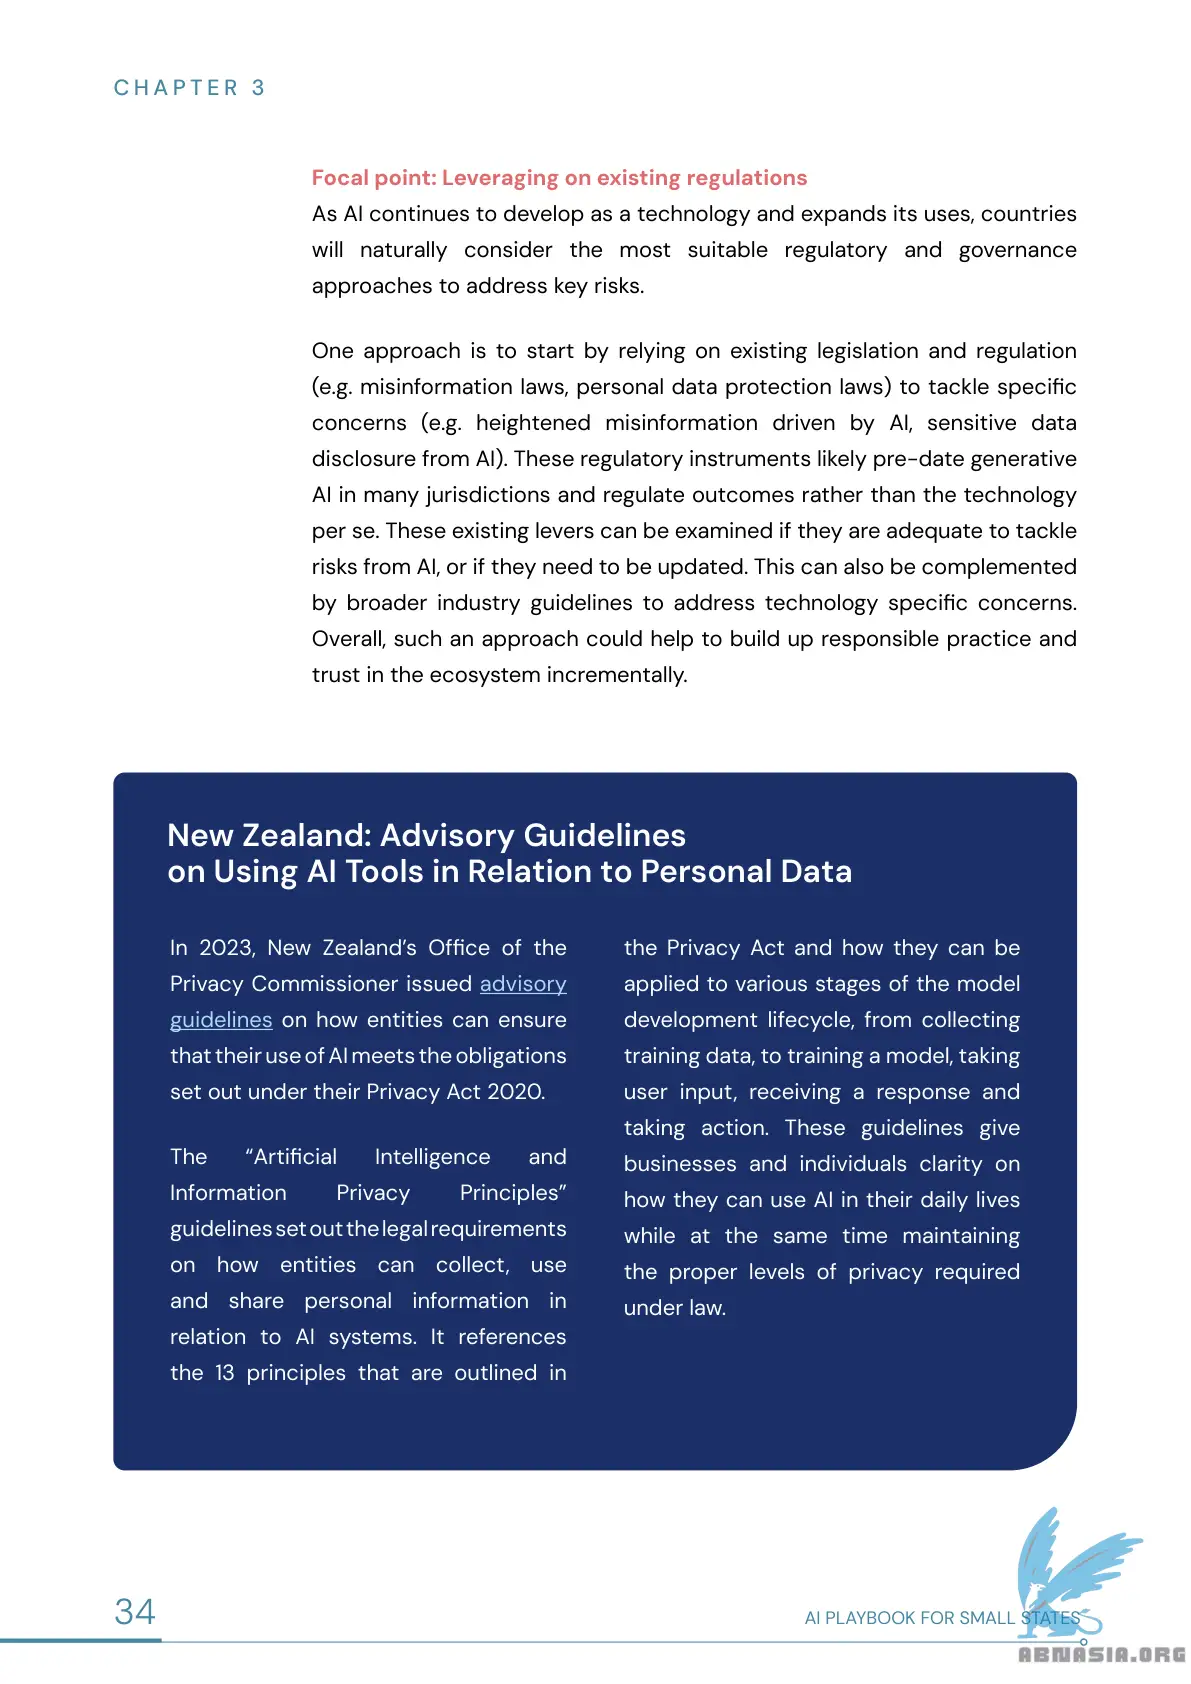 CHAPTER 3
Focal point: Leveraging on existing regulations
As AI continues to develop as a technology and expands its uses, countries
will naturally consider the most suitable regulatory and governance
approaches to address key risks.
One approach is to start by relying on existing legislation and regulation
(e.g. misinformation laws, personal data protection laws) to tackle specific
concerns (e.g. heightened misinformation driven by AI, sensitive data
disclosure from AI). These regulatory instruments likely pre-date generative
AI in many jurisdictions and regulate outcomes rather than the technology
per se. These existing levers can be examined if they are adequate to tackle
risks from AI, or if they need to be updated. This can also be complemented
by broader industry guidelines to address technology specific concerns.
Overall, such an approach could help to build up responsible practice and
trust in the ecosystem incrementally.
New Zealand: Advisory Guidelines
on Using AI Tools in Relation to Personal Data
In 2023, New Zealand’s Office of the
Privacy Commissioner issued advisory
guidelines on how entities can ensure
that their use of AI meets the obligations
set out under their Privacy Act 2020.
The “Artificial Intelligence and
Information Privacy Principles”
guidelines set out the legal requirements
on how entities can collect, use
and share personal information in
relation to AI systems. It references
the 13 principles that are outlined in
the Privacy Act and how they can be
applied to various stages of the model
development lifecycle, from collecting
training data, to training a model, taking
user input, receiving a response and
taking action. These guidelines give
businesses and individuals clarity on
how they can use AI in their daily lives
while at the same time maintaining
the proper levels of privacy required
under law.
34
AI PLAYBOOK FOR SMALL STATES
ABNASIA.ORG